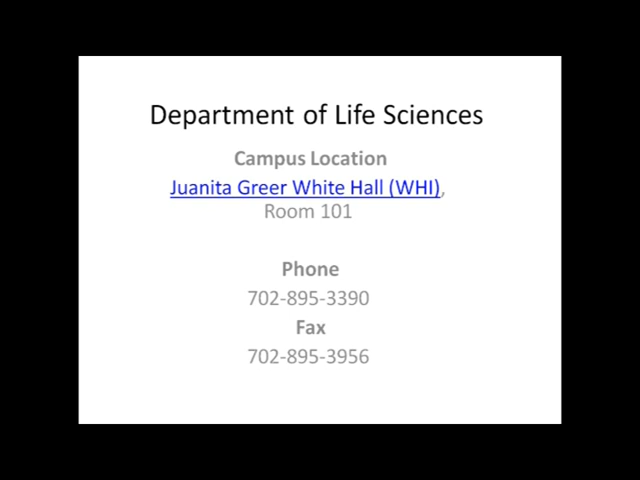 Department of Life Sciences
Campus Location
Juanita Greer White Hall (WHI),
Room 101
Phone
702-895-3390
Fax
702-895-3956